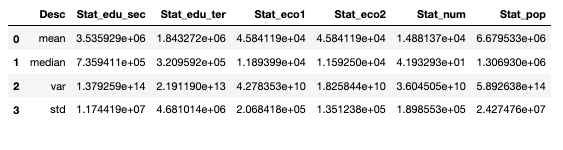 Desc Stat_edu_sec Stat_edu_ter Stat_eco1 Stat_eco2 Stat_num Stat_pop
0 mean 3.535929e+06 1.843272e+06 4.584119e+04 4.584119e+04 1.488137e+04 6.679533e+06
1 median 7.359411e+05 3.209592e+05 1.189399e+04 1.159250e+04 4.193293e+01 1.306930e+06
2 var 1.379259e+14 2.191190e+13 4.278353e+10 1.825844e+10 3.604505e+10 5.892638e+14
3 std 1.174419e+07 4.681014e+06 2.068418e+05 1.351238e+05 1.898553e+05 2.427476e+07